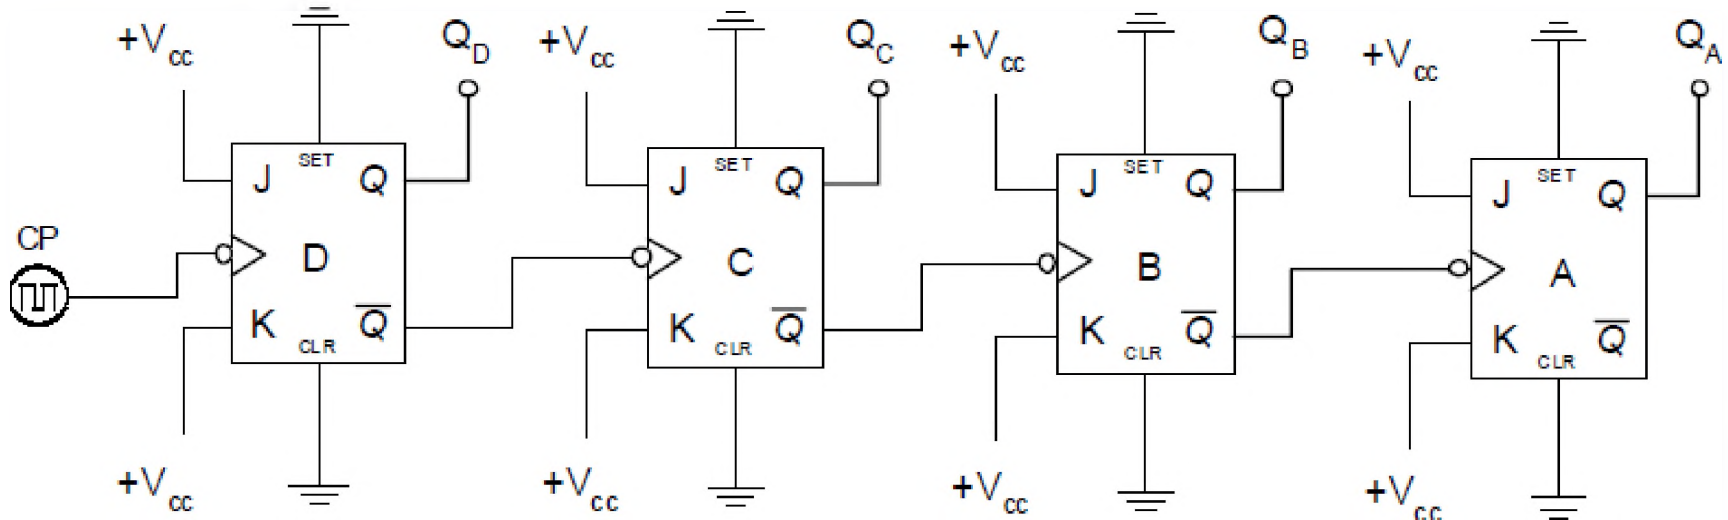 +Vcc QD +Vcc QC +Vcc QB +Vcc QA
SET SET SET SET
J Q J Q J Q J Q
CP
D C B A
K Q̅ K Q̅ K Q̅ K Q̅
CLR CLR CLR CLR
+Vcc +Vcc +Vcc +Vcc